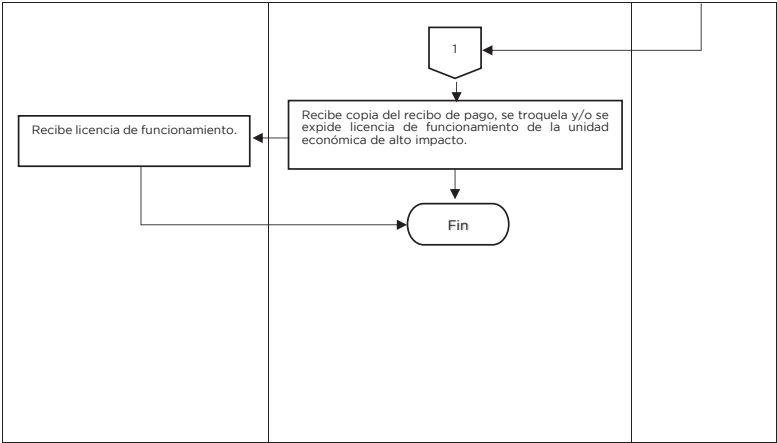 1
Recibe copia del recibo de pago, se troquela y/o se
expide licencia de funcionamiento de la unidad
económica de alto impacto.
Recibe licencia de funcionamiento.
Fin